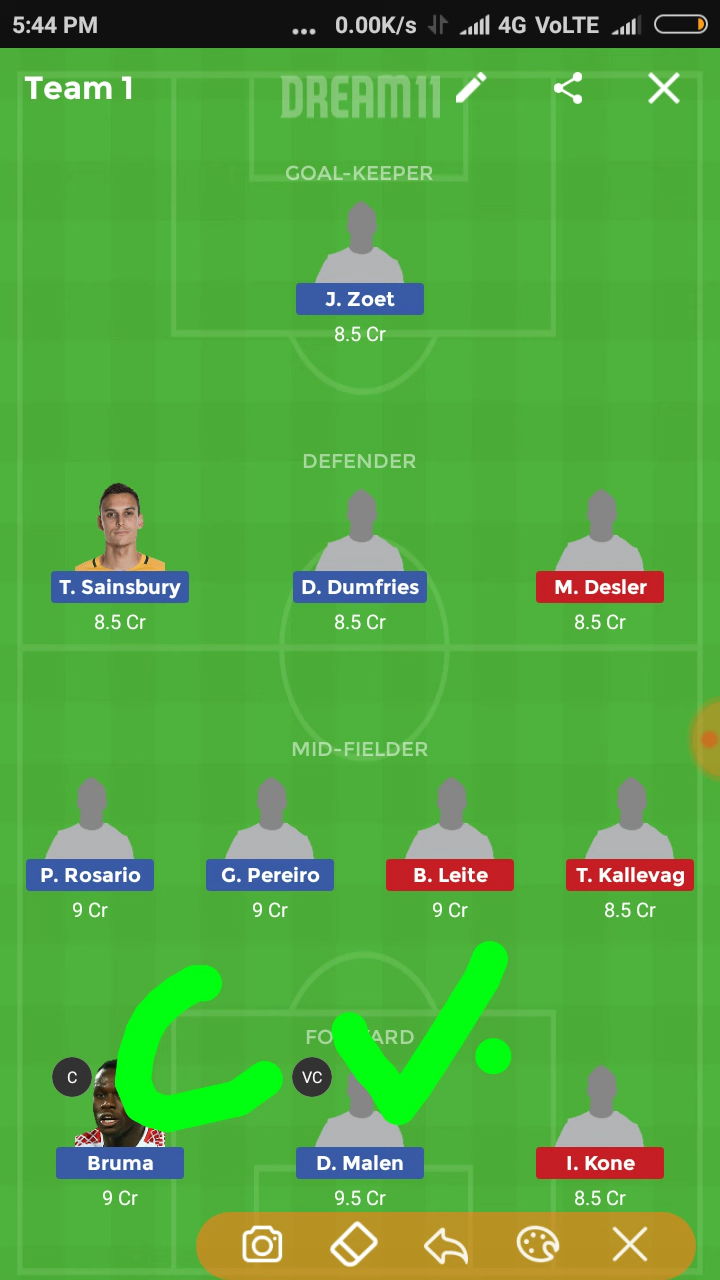 5:44 PM ... 0.00K/s 4G VoLTE
Team 1
DREAM11
GOAL-KEEPER
J. Zoet
8.5 Cr
DEFENDER
T. Sainsbury D. Dumfries M. Desler
8.5 Cr 8.5 Cr 8.5 Cr
MID-FIELDER
P. Rosario G. Pereiro B. Leite T. Kallevag
9 Cr 9 Cr 9 Cr 8.5 Cr
C V.
C VC
Bruma D. Malen I. Kone
9 Cr 9.5 Cr 8.5 Cr